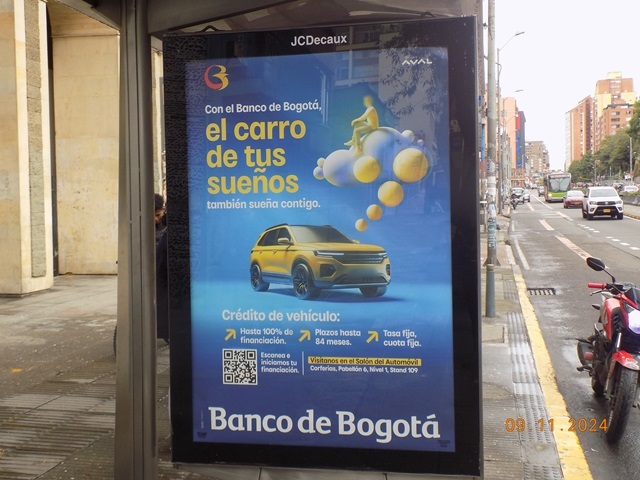 JCDecaux
AVAL
Con el Banco de Bogotá,
el carro
de tus
sueños
también sueña contigo.
Crédito de vehículo:
Hasta 100% de
financiación.
Plazos hasta
84 meses.
Tasa fija,
cuota fija.
Escanea e
iniciamos tu
financiación.
Visítanos en el Salón del Automóvil
Corferias, Pabellón 6, Nivel 1, Stand 109
Banco de Bogotá
09 11 2024